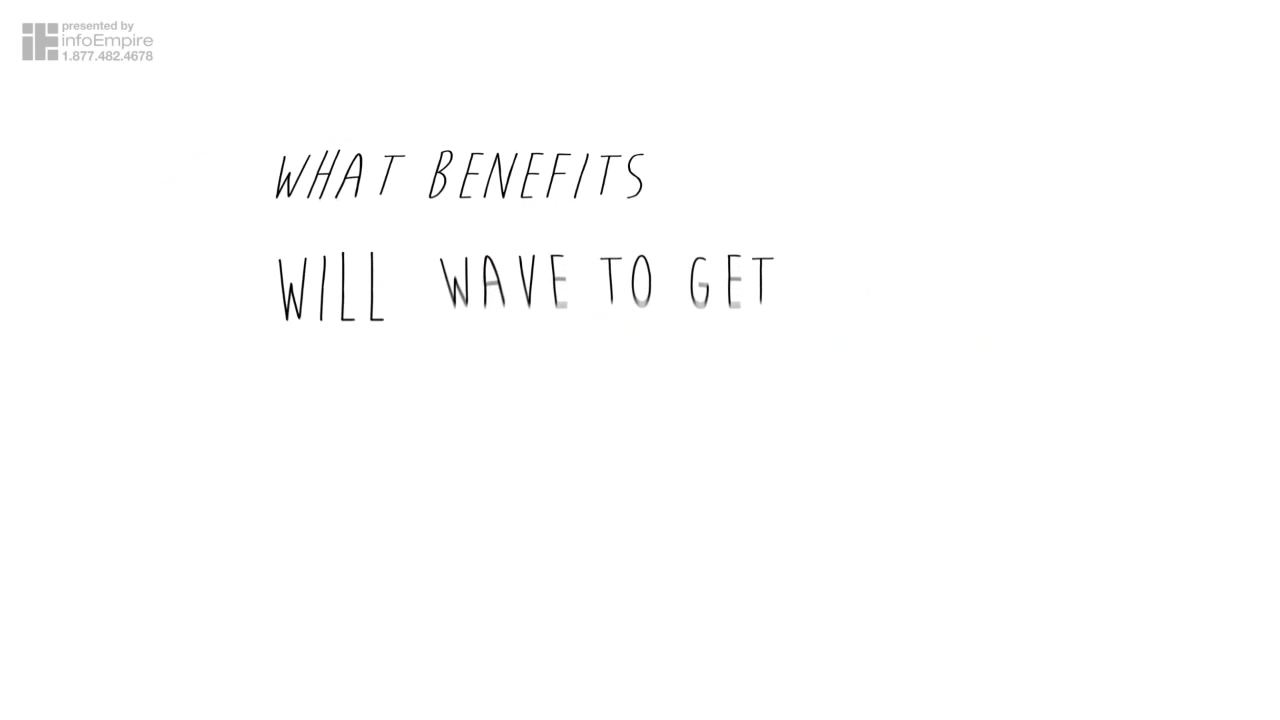 presented by
infoEmpire
1.877.482.4678
WHAT BENEFITS
WILL WAVE TO GET